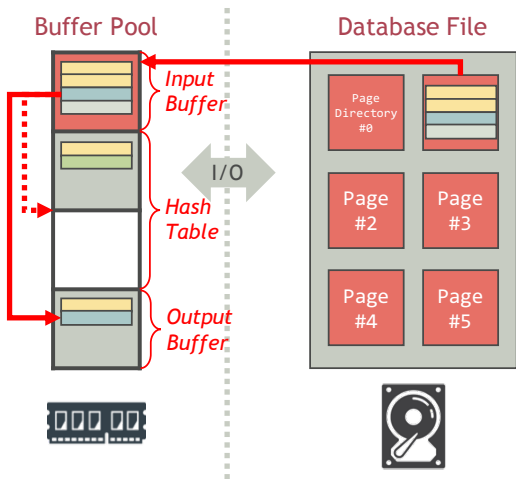 Buffer Pool
Database File
Input
Buffer
Page
Directory
#0
I/O
Hash
Table
Page
#2
Page
#3
Output
Buffer
Page
#4
Page
#5